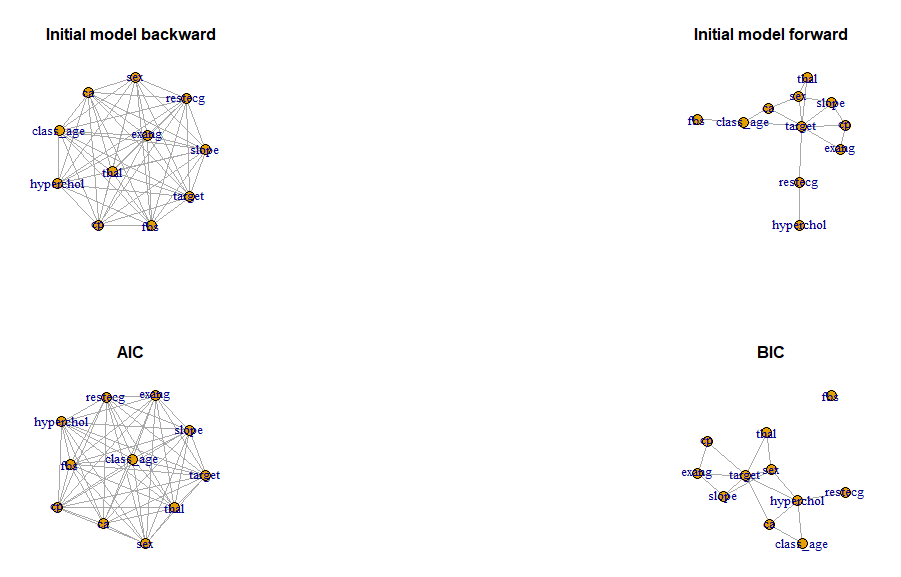 Initial model backward
sex
ca
restecg
class_age
exang
slope
thal
hyperchol
target
cp
fbs
Initial model forward
thal
sex
slope
ca
fbs
class_age
target
cp
exang
restecg
hyperchol
AIC
restecg
exang
hyperchol
slope
class_age
fbs
target
cp
thal
ca
sex
BIC
fbs
thal
cp
sex
exang
target
slope
restecg
hyperchol
ca
class_age